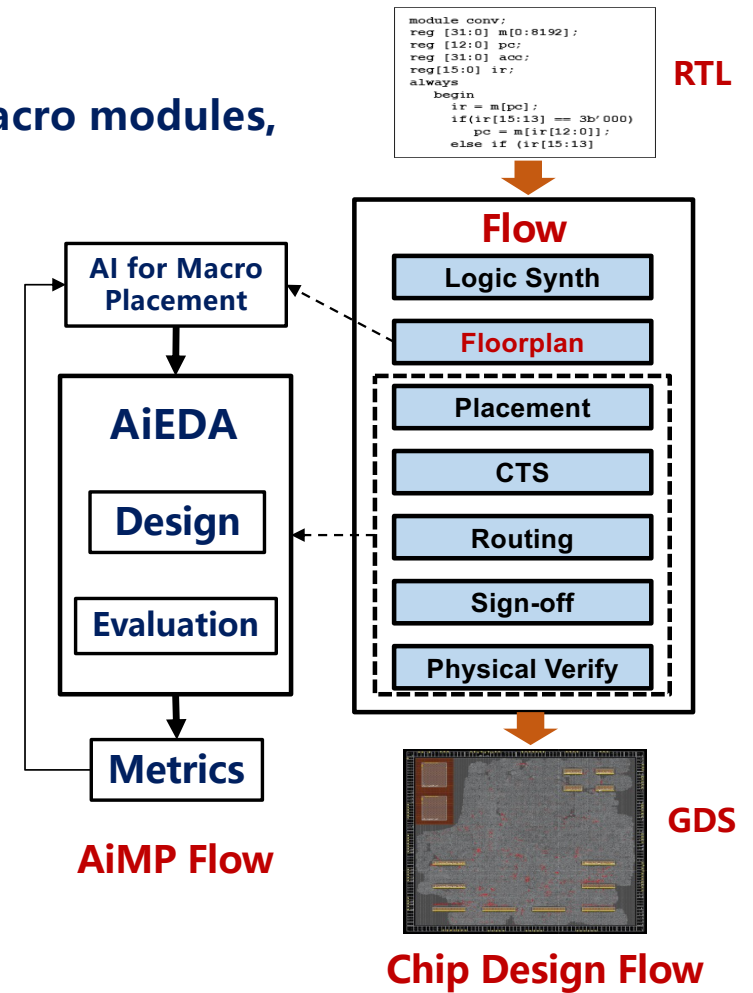 module conv;
reg [31:0] m[0:8192];
reg [12:0] pc;
reg [31:0] acc;
reg[15:0] ir;
always
begin
ir = m[pc];
if(ir[15:13] == 3b'000)
pc = m[ir[12:0]];
else if (ir[15:13]
RTL
acro modules,
Flow
Logic Synth
Floorplan
Placement
CTS
Routing
Sign-off
Physical Verify
AI for Macro
Placement
AiEDA
Design
Evaluation
Metrics
AiMP Flow
GDS
Chip Design Flow